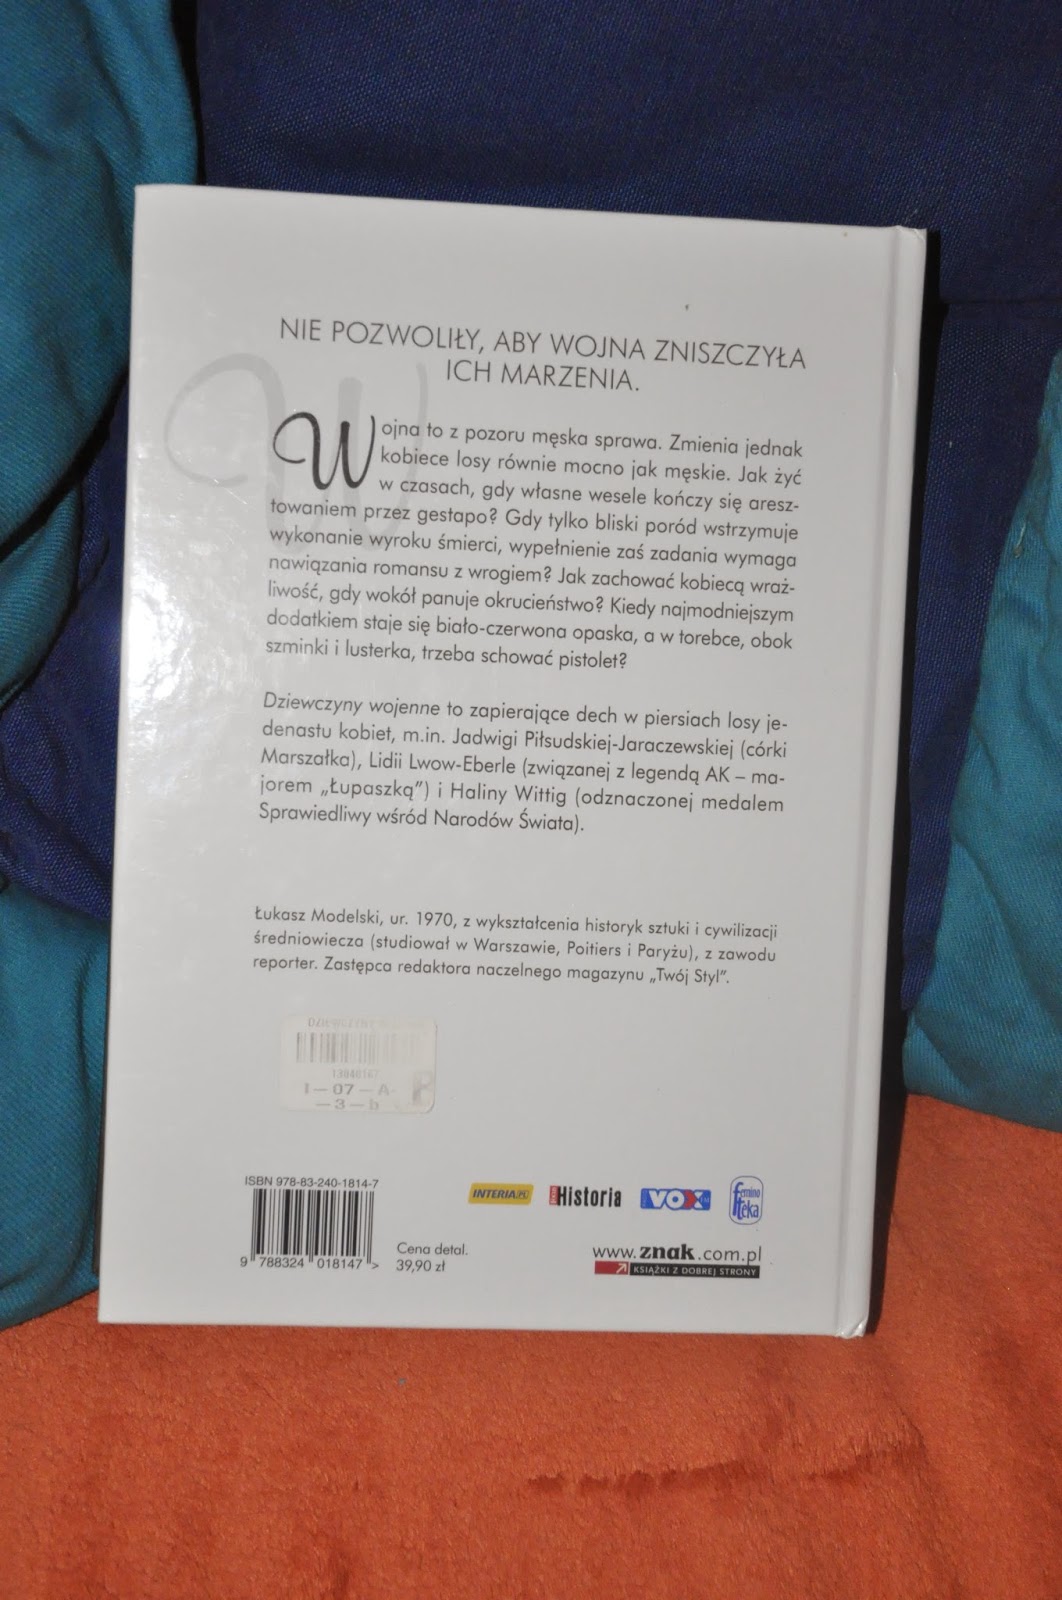 NIE POZWOLIŁY, ABY WOJNA ZNISZCZYŁA
ICH MARZENIA.
Wojna to z pozoru męska sprawa. Zmienia jednak
kobiece losy równie mocno jak męskie. Jak żyć
w czasach, gdy własne wesele kończy się aresz-
towaniem przez gestapo? Gdy tylko bliski poród wstrzymuje
wykonanie wyroku śmierci, wypełnienie zaś zadania wymaga
nawiązania romansu z wrogiem? Jak zachować kobiecą wraż-
liwość, gdy wokół panuje okrucieństwo? Kiedy najmodniejszym
dodatkiem staje się biało-czerwona opaska, a w torebce, obok
szminki i lusterka, trzeba schować pistolet?
Dziewczyny wojenne to zapierające dech w piersiach losy je-
denastu kobiet, m.in. Jadwigi Piłsudskiej-Jaraczewskiej (córki
Marszałka), Lidii Lwow-Eberle (związanej z legendą AK – ma-
jorem „Łupaszką”) i Haliny Wittig (odznaczonej medalem
Sprawiedliwy wśród Narodów Świata).
Łukasz Modelski, ur. 1970, z wykształcenia historyk sztuki i cywilizacji
średniowiecza (studiował w Warszawie, Poitiers i Paryżu), z zawodu
reporter. Zastępca redaktora naczelnego magazynu „Twój Styl”.
I — 07 — A-
— 3 — b
P
ISBN 978-83-240-1814-7
9 788324 018147 >
Cena detal.
39,90 zł
INTERIA.PL
Historia
VOX FM
femino
teka
www.znak.com.pl
KSIĄŻKI Z DOBREJ STRONY